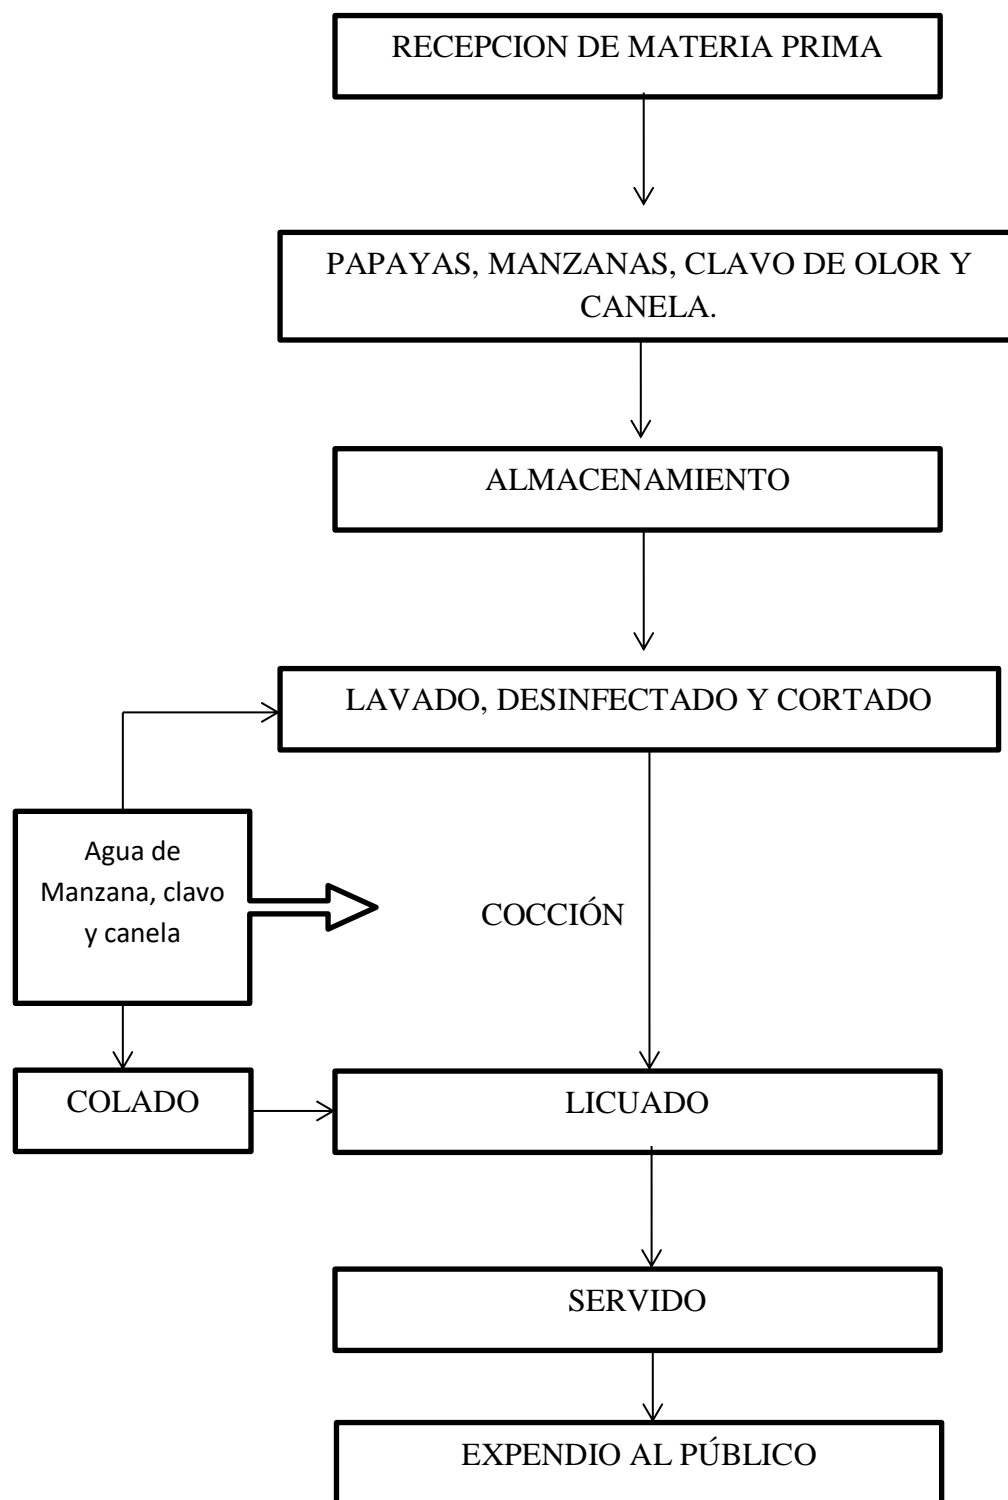 RECEPCION DE MATERIA PRIMA
PAPAYAS, MANZANAS, CLAVO DE OLOR Y
CANELA.
ALMACENAMIENTO
LAVADO, DESINFECTADO Y CORTADO
Agua de
Manzana, clavo
y canela
COCCIÓN
COLADO
LICUADO
SERVIDO
EXPENDIO AL PÚBLICO